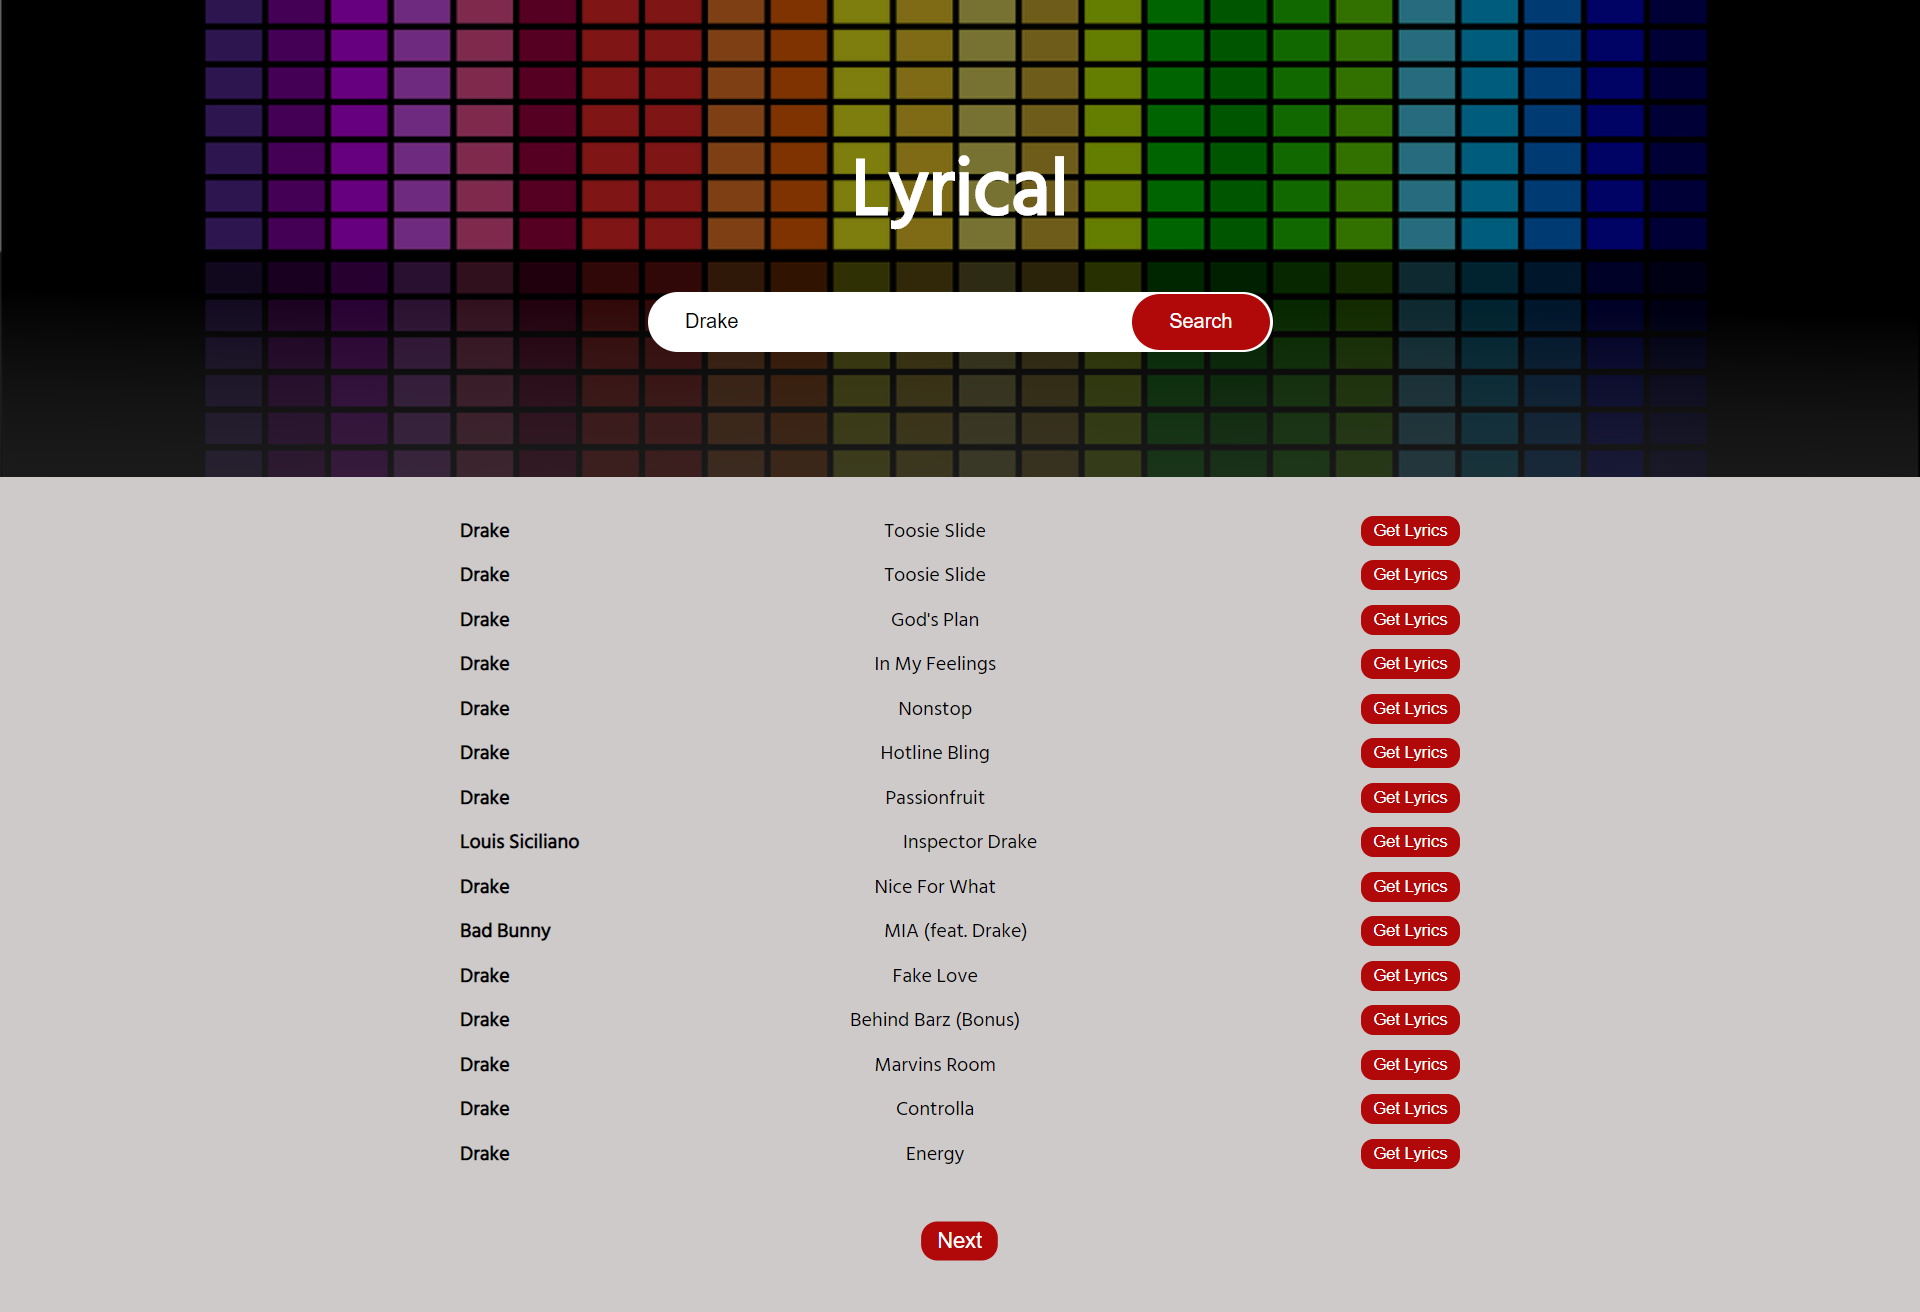 Lyrical
Drake Search
Drake Toosie Slide Get Lyrics
Drake Toosie Slide Get Lyrics
Drake God's Plan Get Lyrics
Drake In My Feelings Get Lyrics
Drake Nonstop Get Lyrics
Drake Hotline Bling Get Lyrics
Drake Passionfruit Get Lyrics
Louis Siciliano Inspector Drake Get Lyrics
Drake Nice For What Get Lyrics
Bad Bunny MIA (feat. Drake) Get Lyrics
Drake Fake Love Get Lyrics
Drake Behind Barz (Bonus) Get Lyrics
Drake Marvins Room Get Lyrics
Drake Controlla Get Lyrics
Drake Energy Get Lyrics
Next